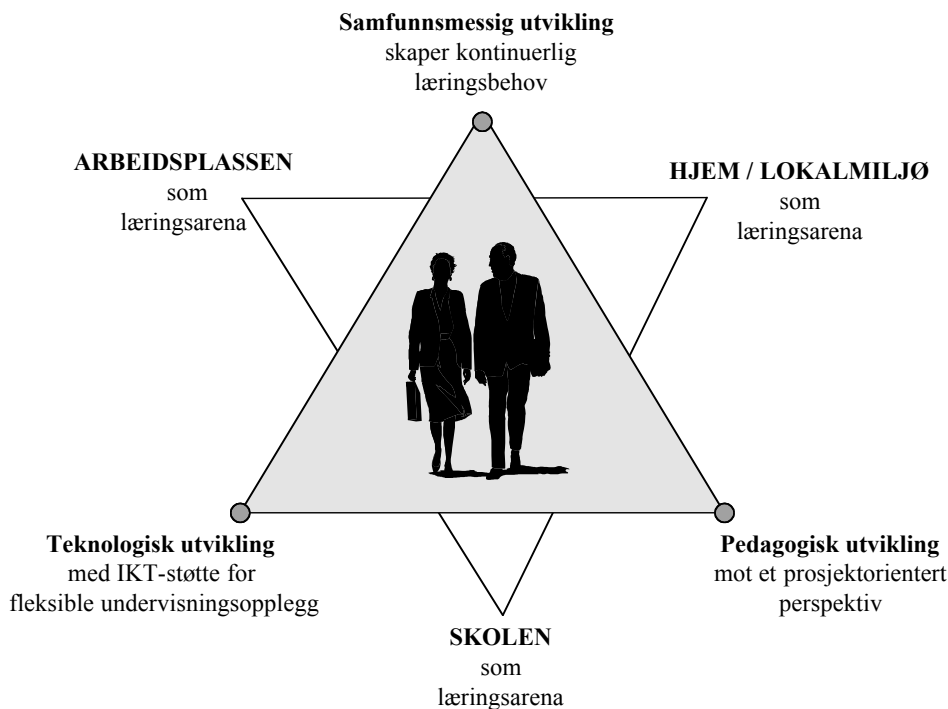 Samfunnsmessig utvikling
skaper kontinuerlig
læringsbehov
ARBEIDSPLASSEN
som
læringsarena
HJEM / LOKALMILJØ
som
læringsarena
Teknologisk utvikling
med IKT-støtte for
fleksible undervisningsopplegg
Pedagogisk utvikling
mot et prosjektorientert
perspektiv
SKOLEN
som
læringsarena